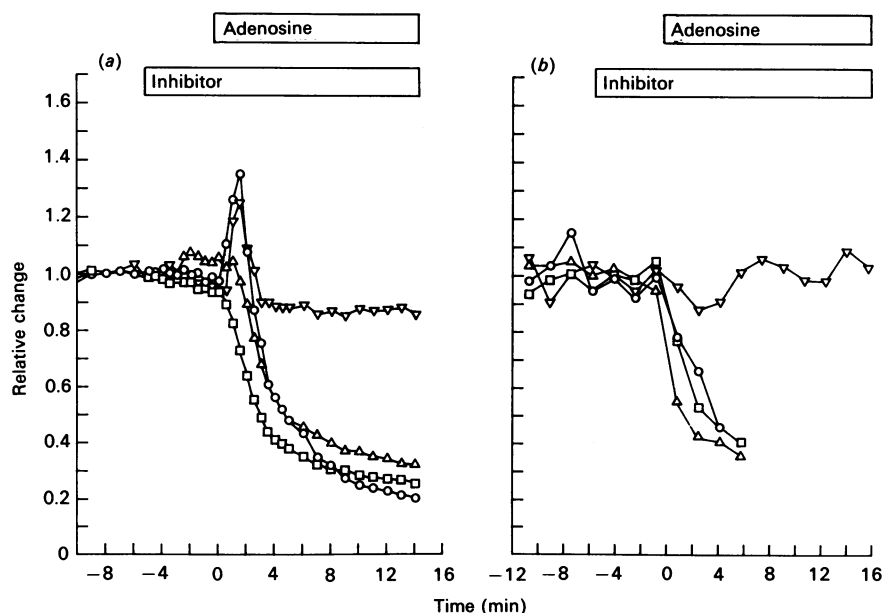 Adenosine
Adenosine
(a)
Inhibitor
(b)
Inhibitor
1.6
1.4
1.2
1.0
0.8
0.6
0.4
0.2
0
Relative change
−8 −4 0 4 8 12 16
−12 −8 −4 0 4 8 12 16
Time (min)